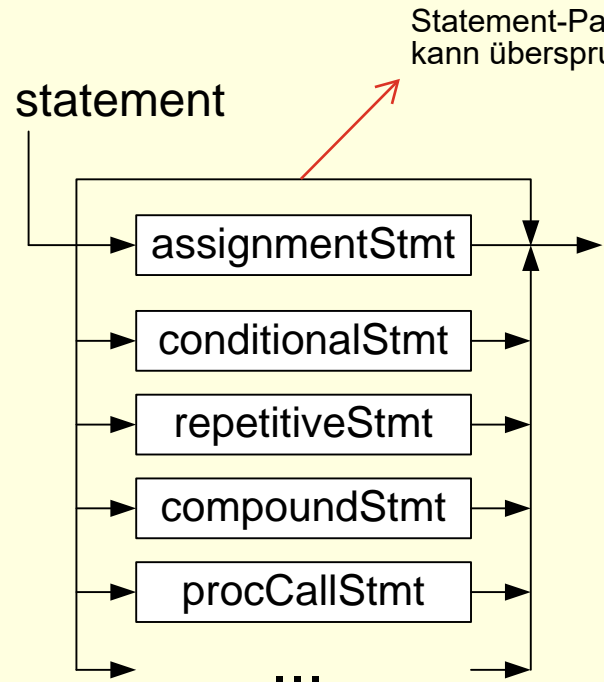 Statement-Pa
kann überspru
statement
assignmentStmt
conditionalStmt
repetitiveStmt
compoundStmt
procCallStmt
...